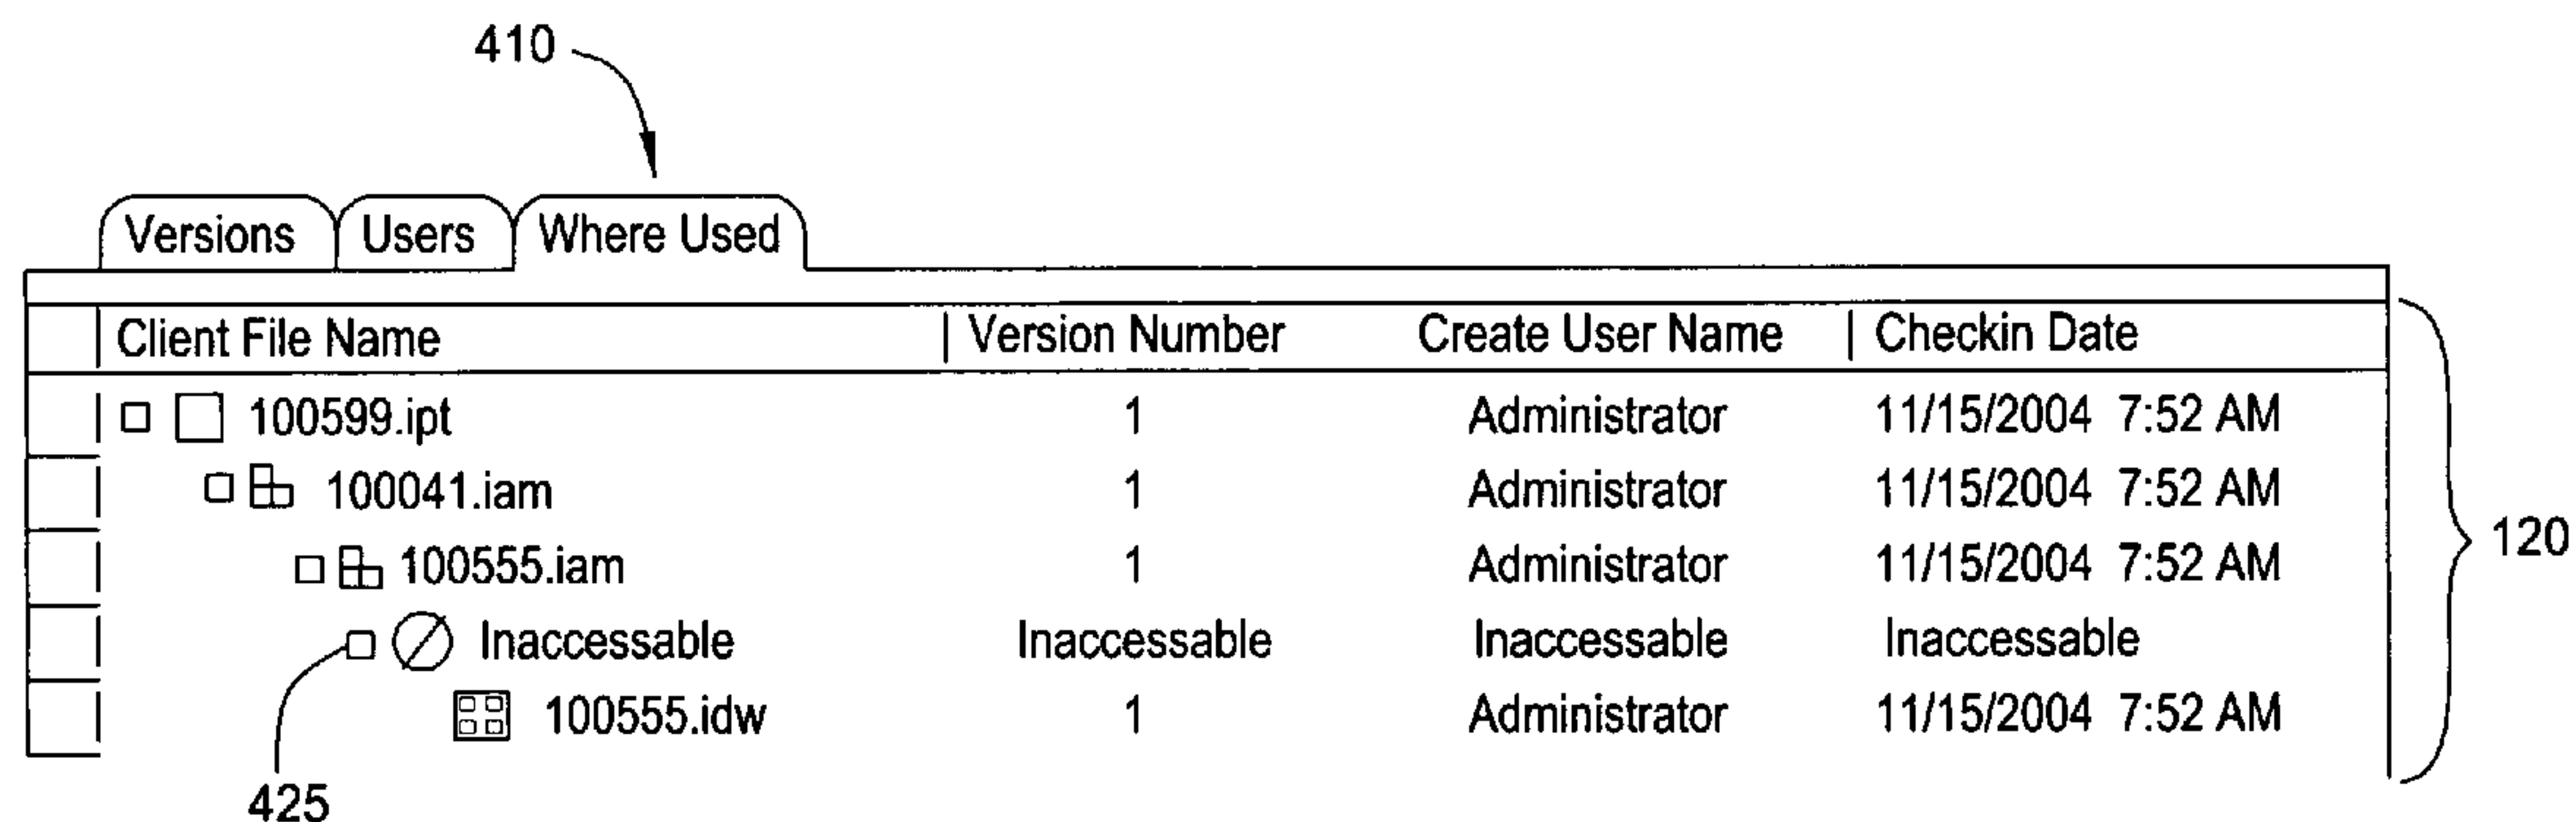 410
Versions Users Where Used
Client File Name Version Number Create User Name Checkin Date
100599.ipt 1 Administrator 11/15/2004 7:52 AM
100041.iam 1 Administrator 11/15/2004 7:52 AM
100555.iam 1 Administrator 11/15/2004 7:52 AM
120
Inaccessable Inaccessable Inaccessable Inaccessable
100555.idw 1 Administrator 11/15/2004 7:52 AM
425